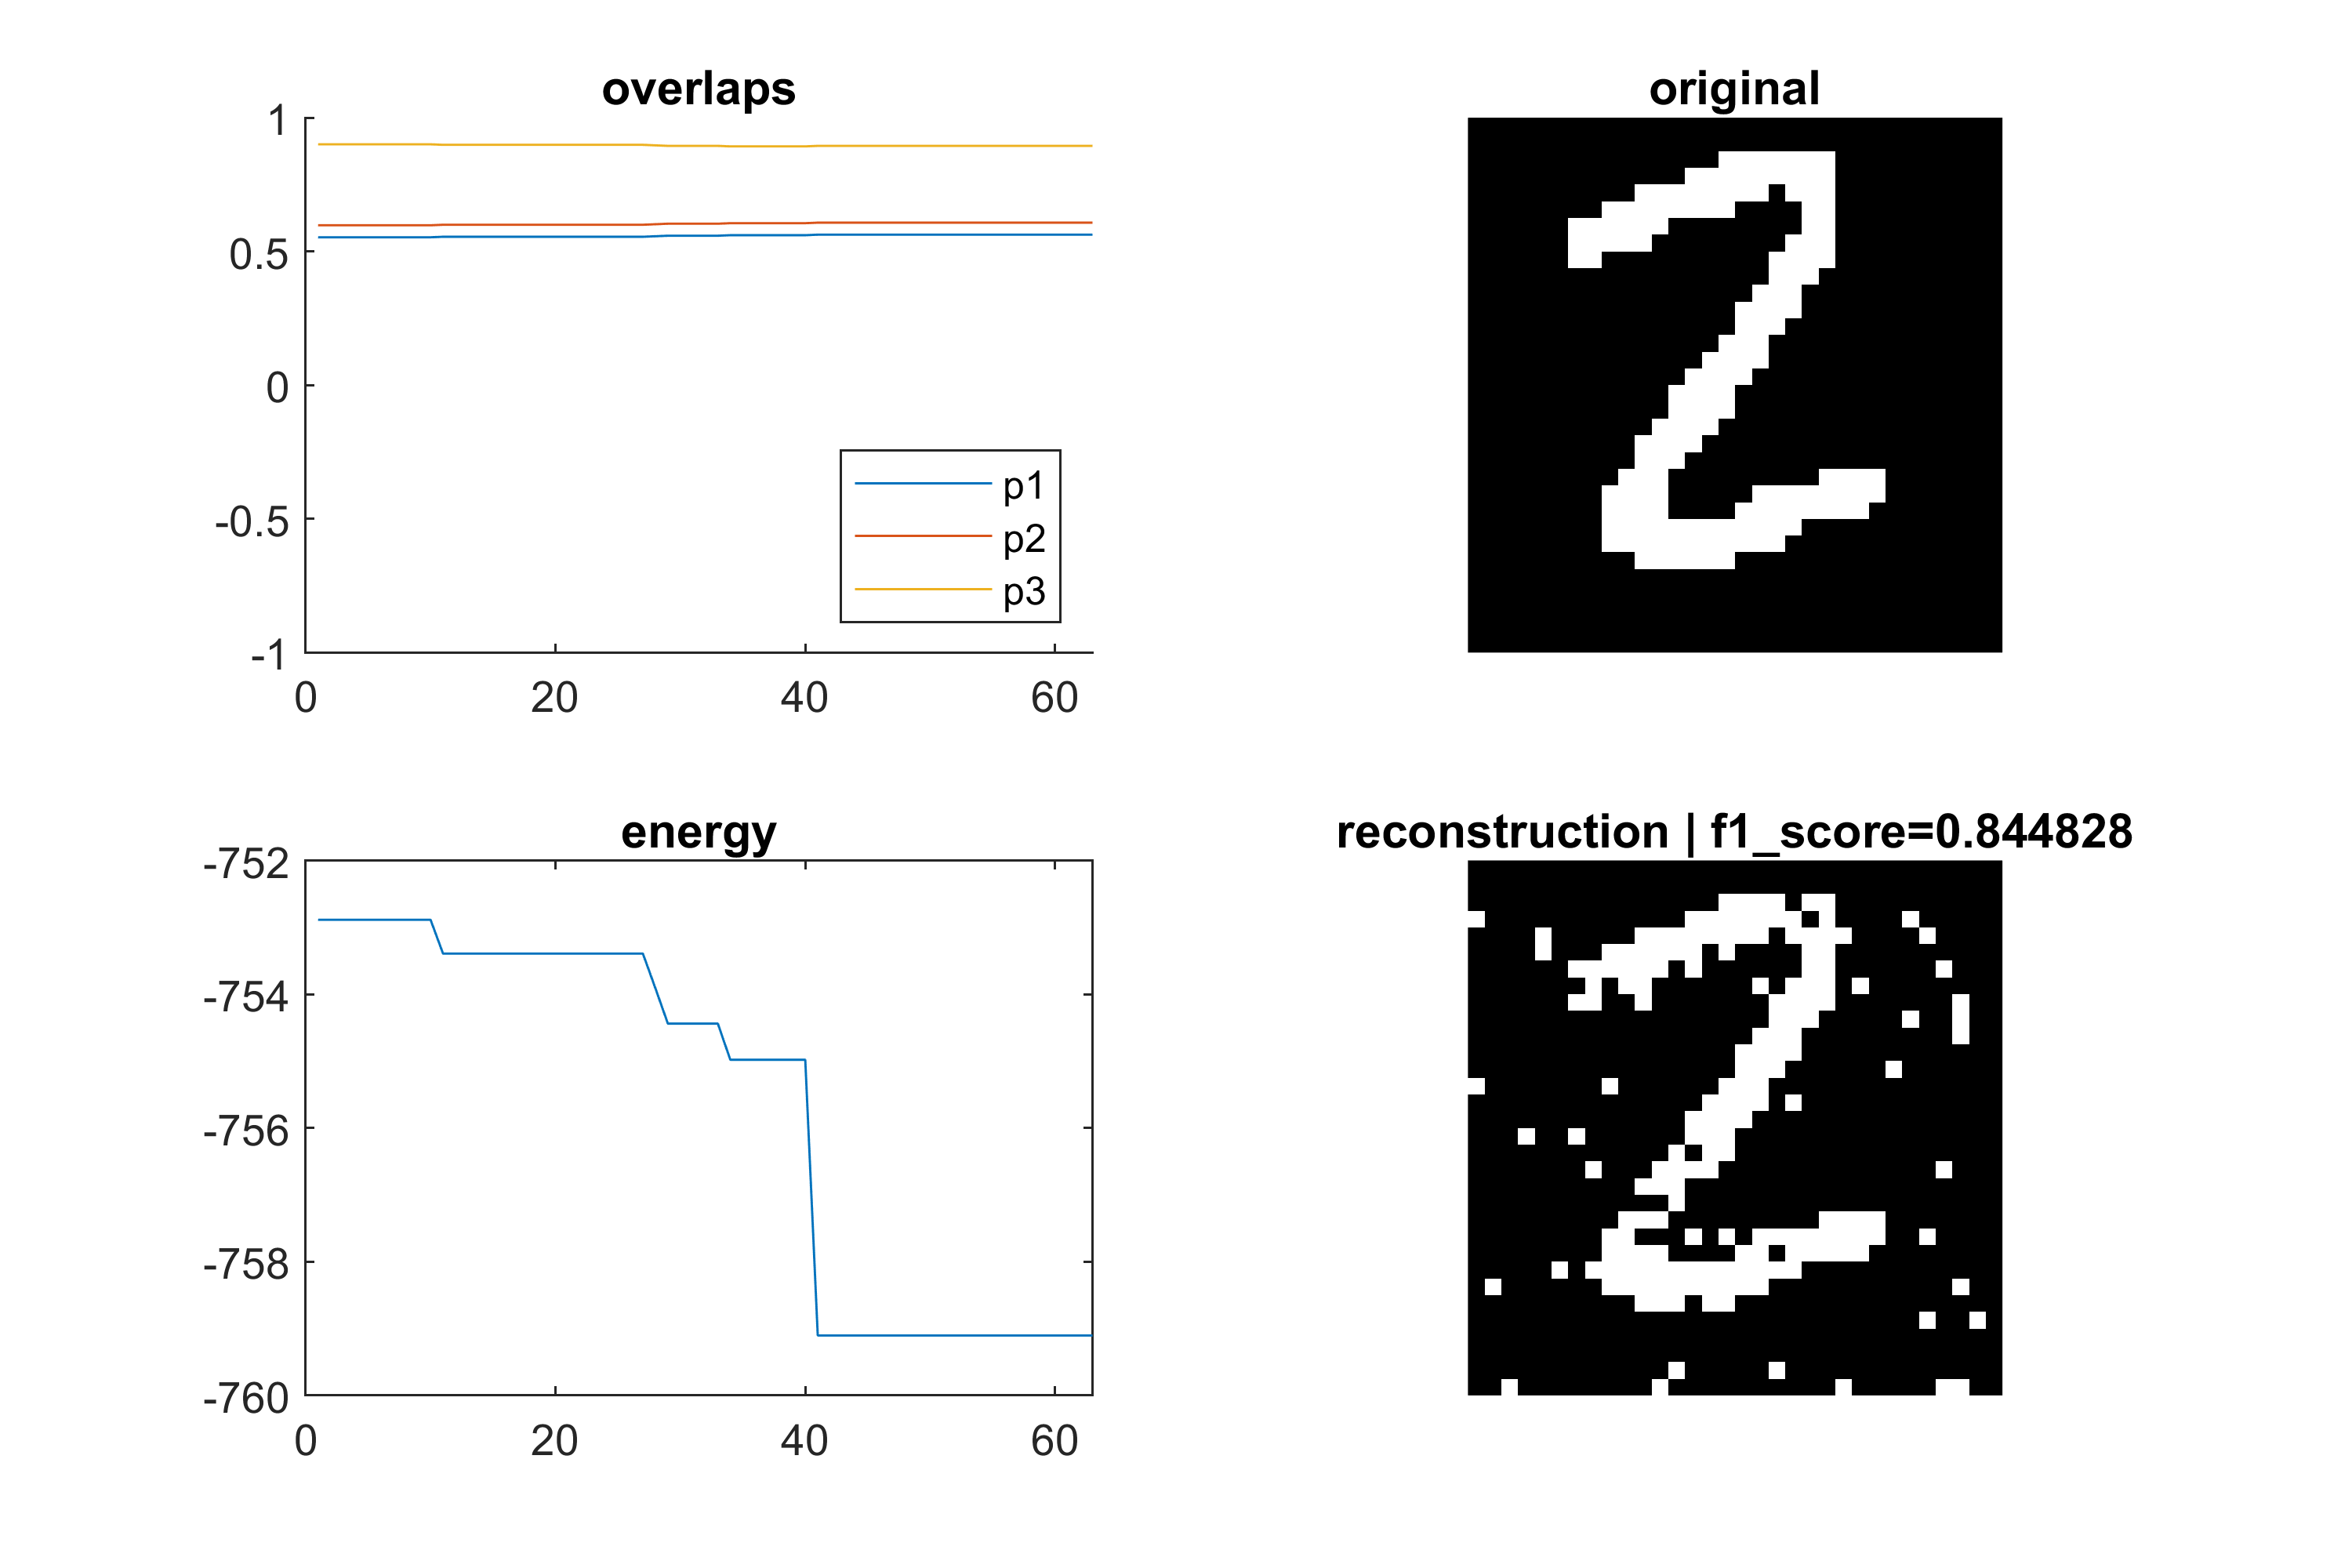 overlaps
1
0.5
0
-0.5
-1
0 20 40 60
p1
p2
p3
original
energy
-752
-754
-756
-758
-760
0 20 40 60
reconstruction | f1_score=0.844828